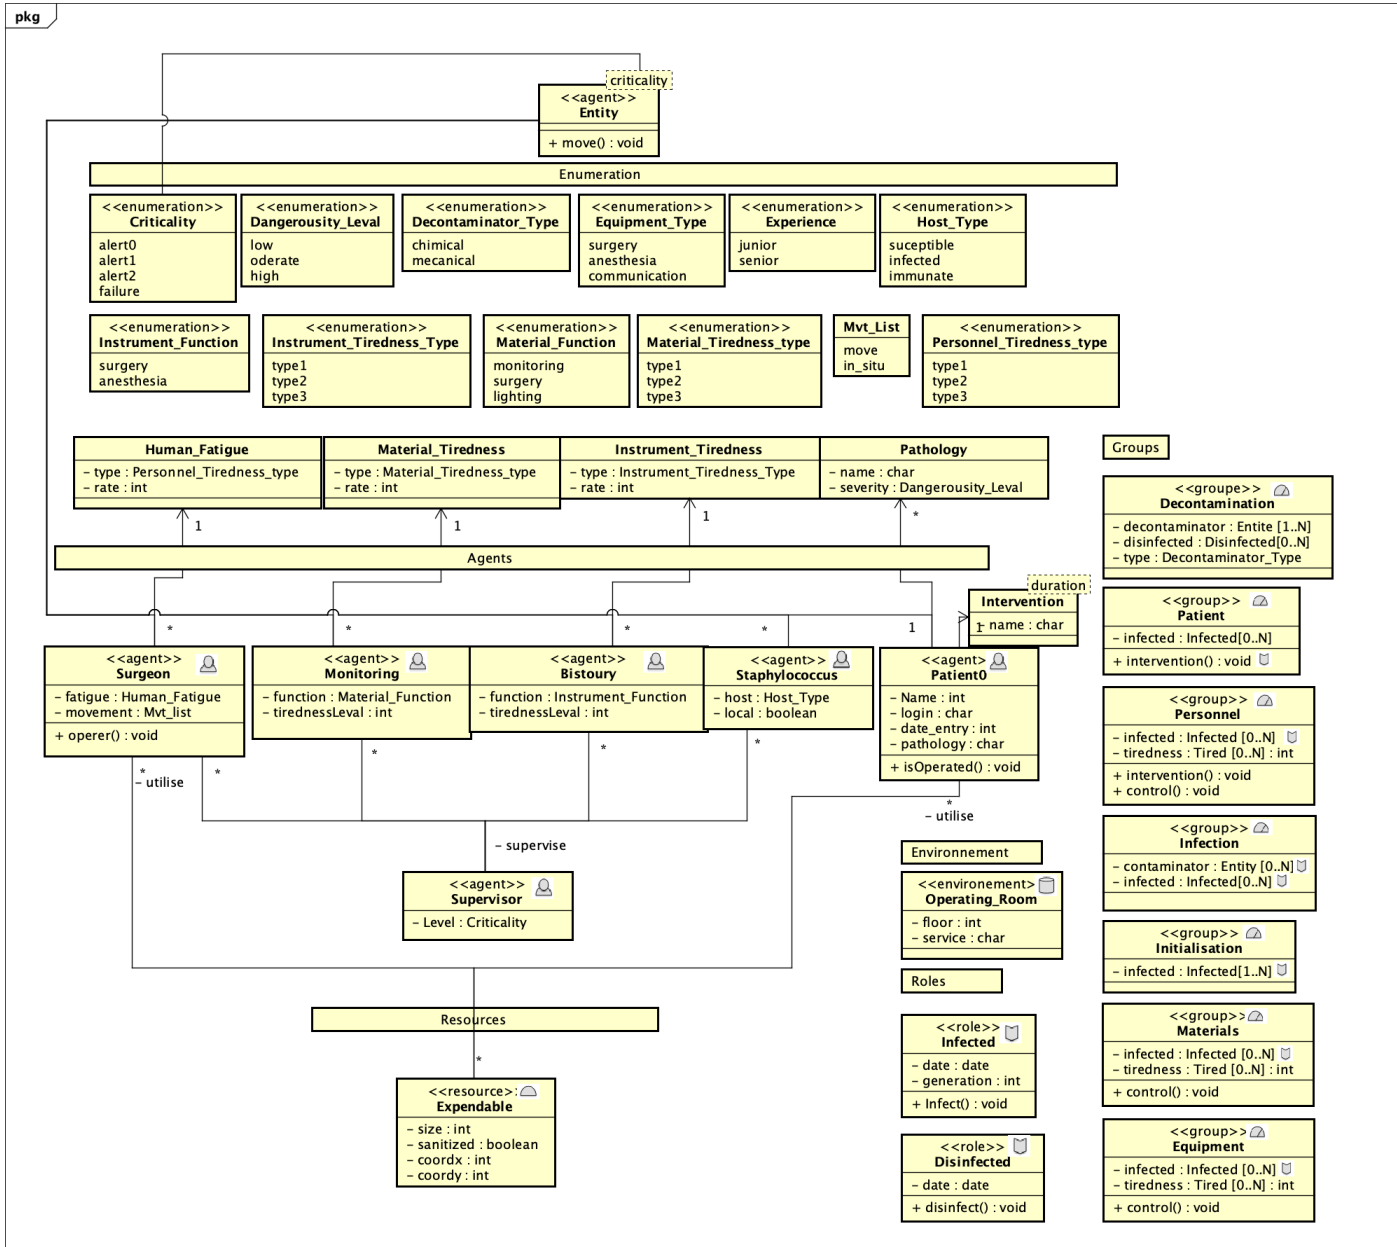 pkg
criticality
<<agent>>
Entity
+ move() : void
Enumeration
<<enumeration>>
Criticality
alert0
alert1
alert2
failure
<<enumeration>>
Dangerousity_Leval
low
oderate
high
<<enumeration>>
Decontaminator_Type
chimical
mecanical
<<enumeration>>
Equipment_Type
surgery
anesthesia
communication
<<enumeration>>
Experience
junior
senior
<<enumeration>>
Host_Type
suceptible
infected
immunate
<<enumeration>>
Instrument_Function
surgery
anesthesia
<<enumeration>>
Instrument_Tiredness_Type
type1
type2
type3
<<enumeration>>
Material_Function
monitoring
surgery
lighting
<<enumeration>>
Material_Tiredness_type
type1
type2
type3
Mvt_List
move
in_situ
<<enumeration>>
Personnel_Tiredness_type
type1
type2
type3
Human_Fatigue
– type : Personnel_Tiredness_type
– rate : int
Material_Tiredness
– type : Material_Tiredness_type
– rate : int
Instrument_Tiredness
– type : Instrument_Tiredness_Type
– rate : int
Pathology
– name : char
– severity : Dangerousity_Leval
1
1
1
*
Agents
duration
Intervention
– name : char
*
*
*
*
1
1
<<agent>>
Surgeon
– fatigue : Human_Fatigue
– movement : Mvt_list
+ operer() : void
<<agent>>
Monitoring
– function : Material_Function
– tirednessLeval : int
<<agent>>
Bistoury
– function : Instrument_Function
– tirednessLeval : int
<<agent>>
Staphylococcus
– host : Host_Type
– local : boolean
<<agent>
Patient0
– Name : int
– login : char
– date_entry : int
– pathology : char
+ isOperated() : void
*
– utilise
*
*
*
*
*
– utilise
– supervise
<<agent>>
Supervisor
– Level : Criticality
Resources
*
<<resource>:
Expendable
– size : int
– sanitized : boolean
– coordx : int
– coordy : int
Environnement
<<environement>
Operating_Room
– floor : int
– service : char
Roles
<<role>>
Infected
– date : date
– generation : int
+ Infect() : void
<<role>>
Disinfected
– date : date
+ disinfect() : void
Groups
<<groupe>>
Decontamination
– decontaminator : Entite [1..N]
– disinfected : Disinfected[0..N]
– type : Decontaminator_Type
<<group>>
Patient
– infected : Infected[0..N]
+ intervention() : void
<<group>>
Personnel
– infected : Infected [0..N]
– tiredness : Tired [0..N] : int
+ intervention() : void
+ control() : void
<<group>>
Infection
– contaminator : Entity [0..N]
– infected : Infected[0..N]
<<group>>
Initialisation
– infected : Infected[1..N]
<<group>>
Materials
– infected : Infected [0..N]
– tiredness : Tired [0..N] : int
+ control() : void
<<group>>
Equipment
– infected : Infected [0..N]
– tiredness : Tired [0..N] : int
+ control() : void